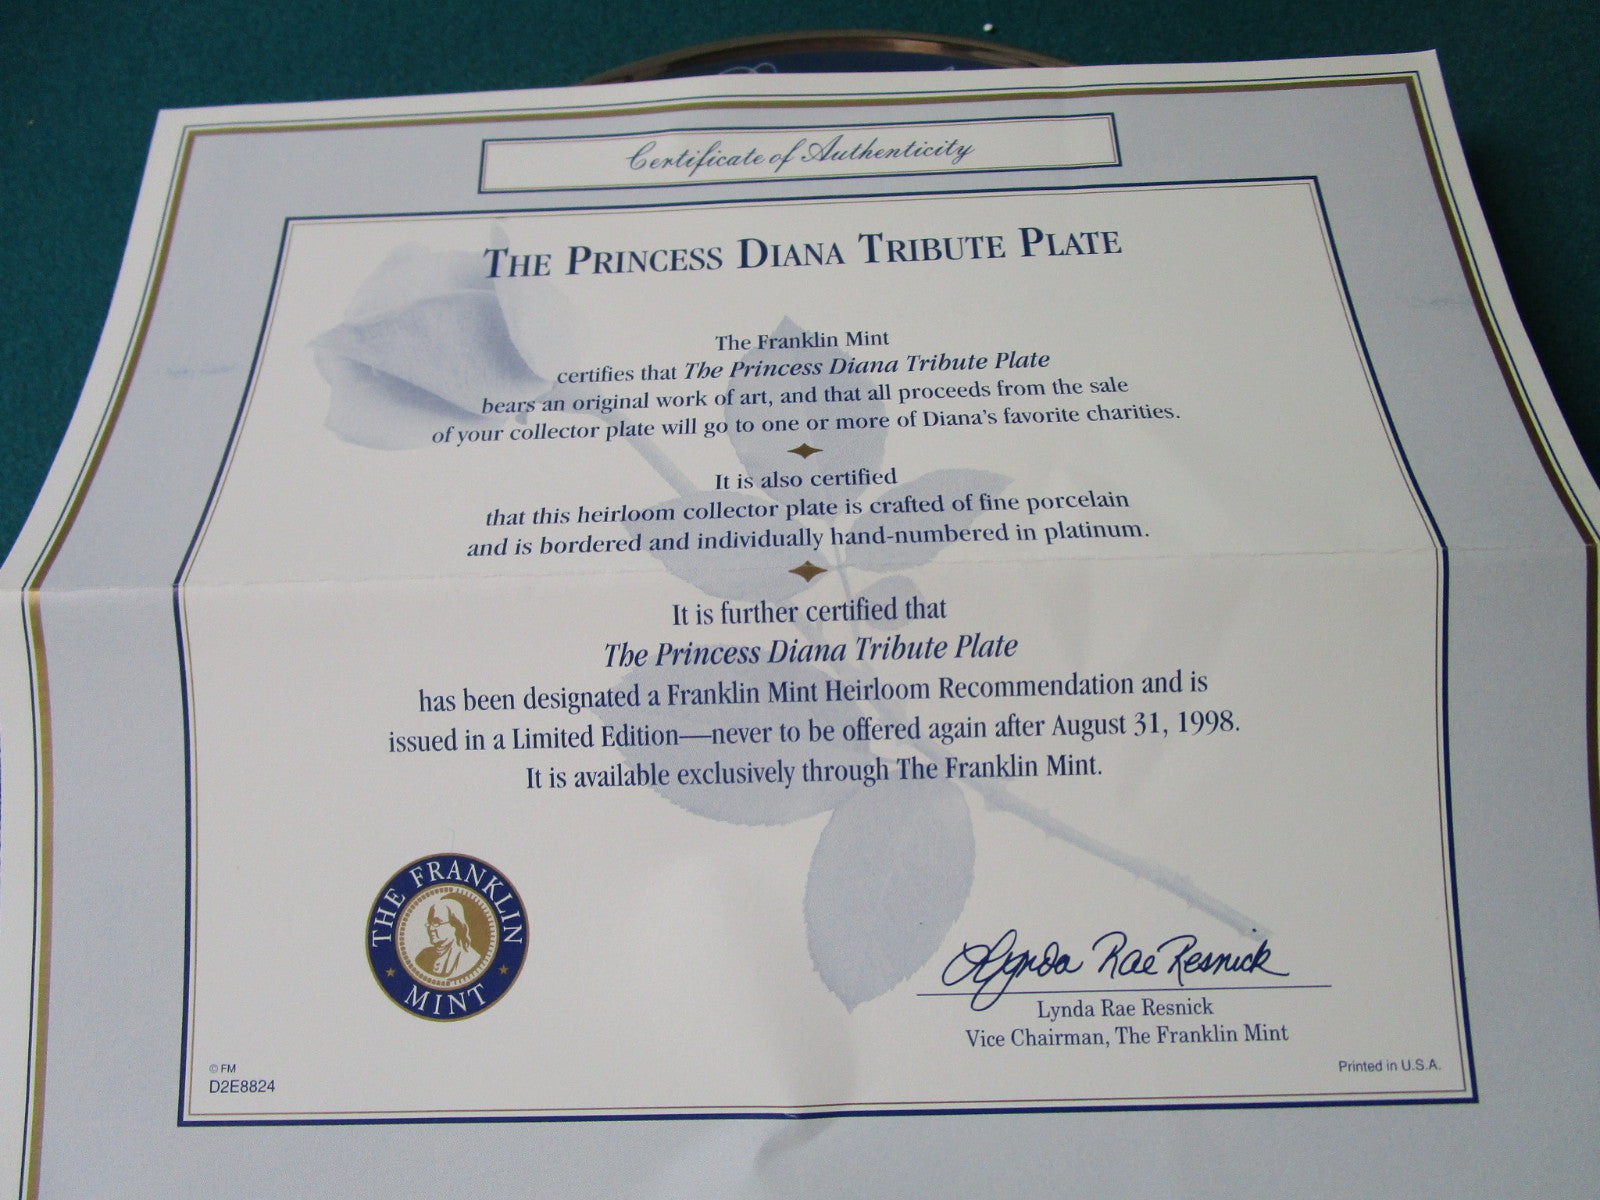 Certificate of Authenticity
THE PRINCESS DIANA TRIBUTE PLATE
The Franklin Mint
certifies that The Princess Diana Tribute Plate
bears an original work of art, and that all proceeds from the sale
of your collector plate will go to one or more of Diana's favorite charities.
It is also certified
that this heirloom collector plate is crafted of fine porcelain
and is bordered and individually hand-numbered in platinum.
It is further certified that
The Princess Diana Tribute Plate
has been designated a Franklin Mint Heirloom Recommendation and is
issued in a Limited Edition—never to be offered again after August 31, 1998.
It is available exclusively through The Franklin Mint.
THE FRANKLIN
MINT
Lynda Rae Resnick
Lynda Rae Resnick
Vice Chairman, The Franklin Mint
© FM
D2E8824
Printed in U.S.A.